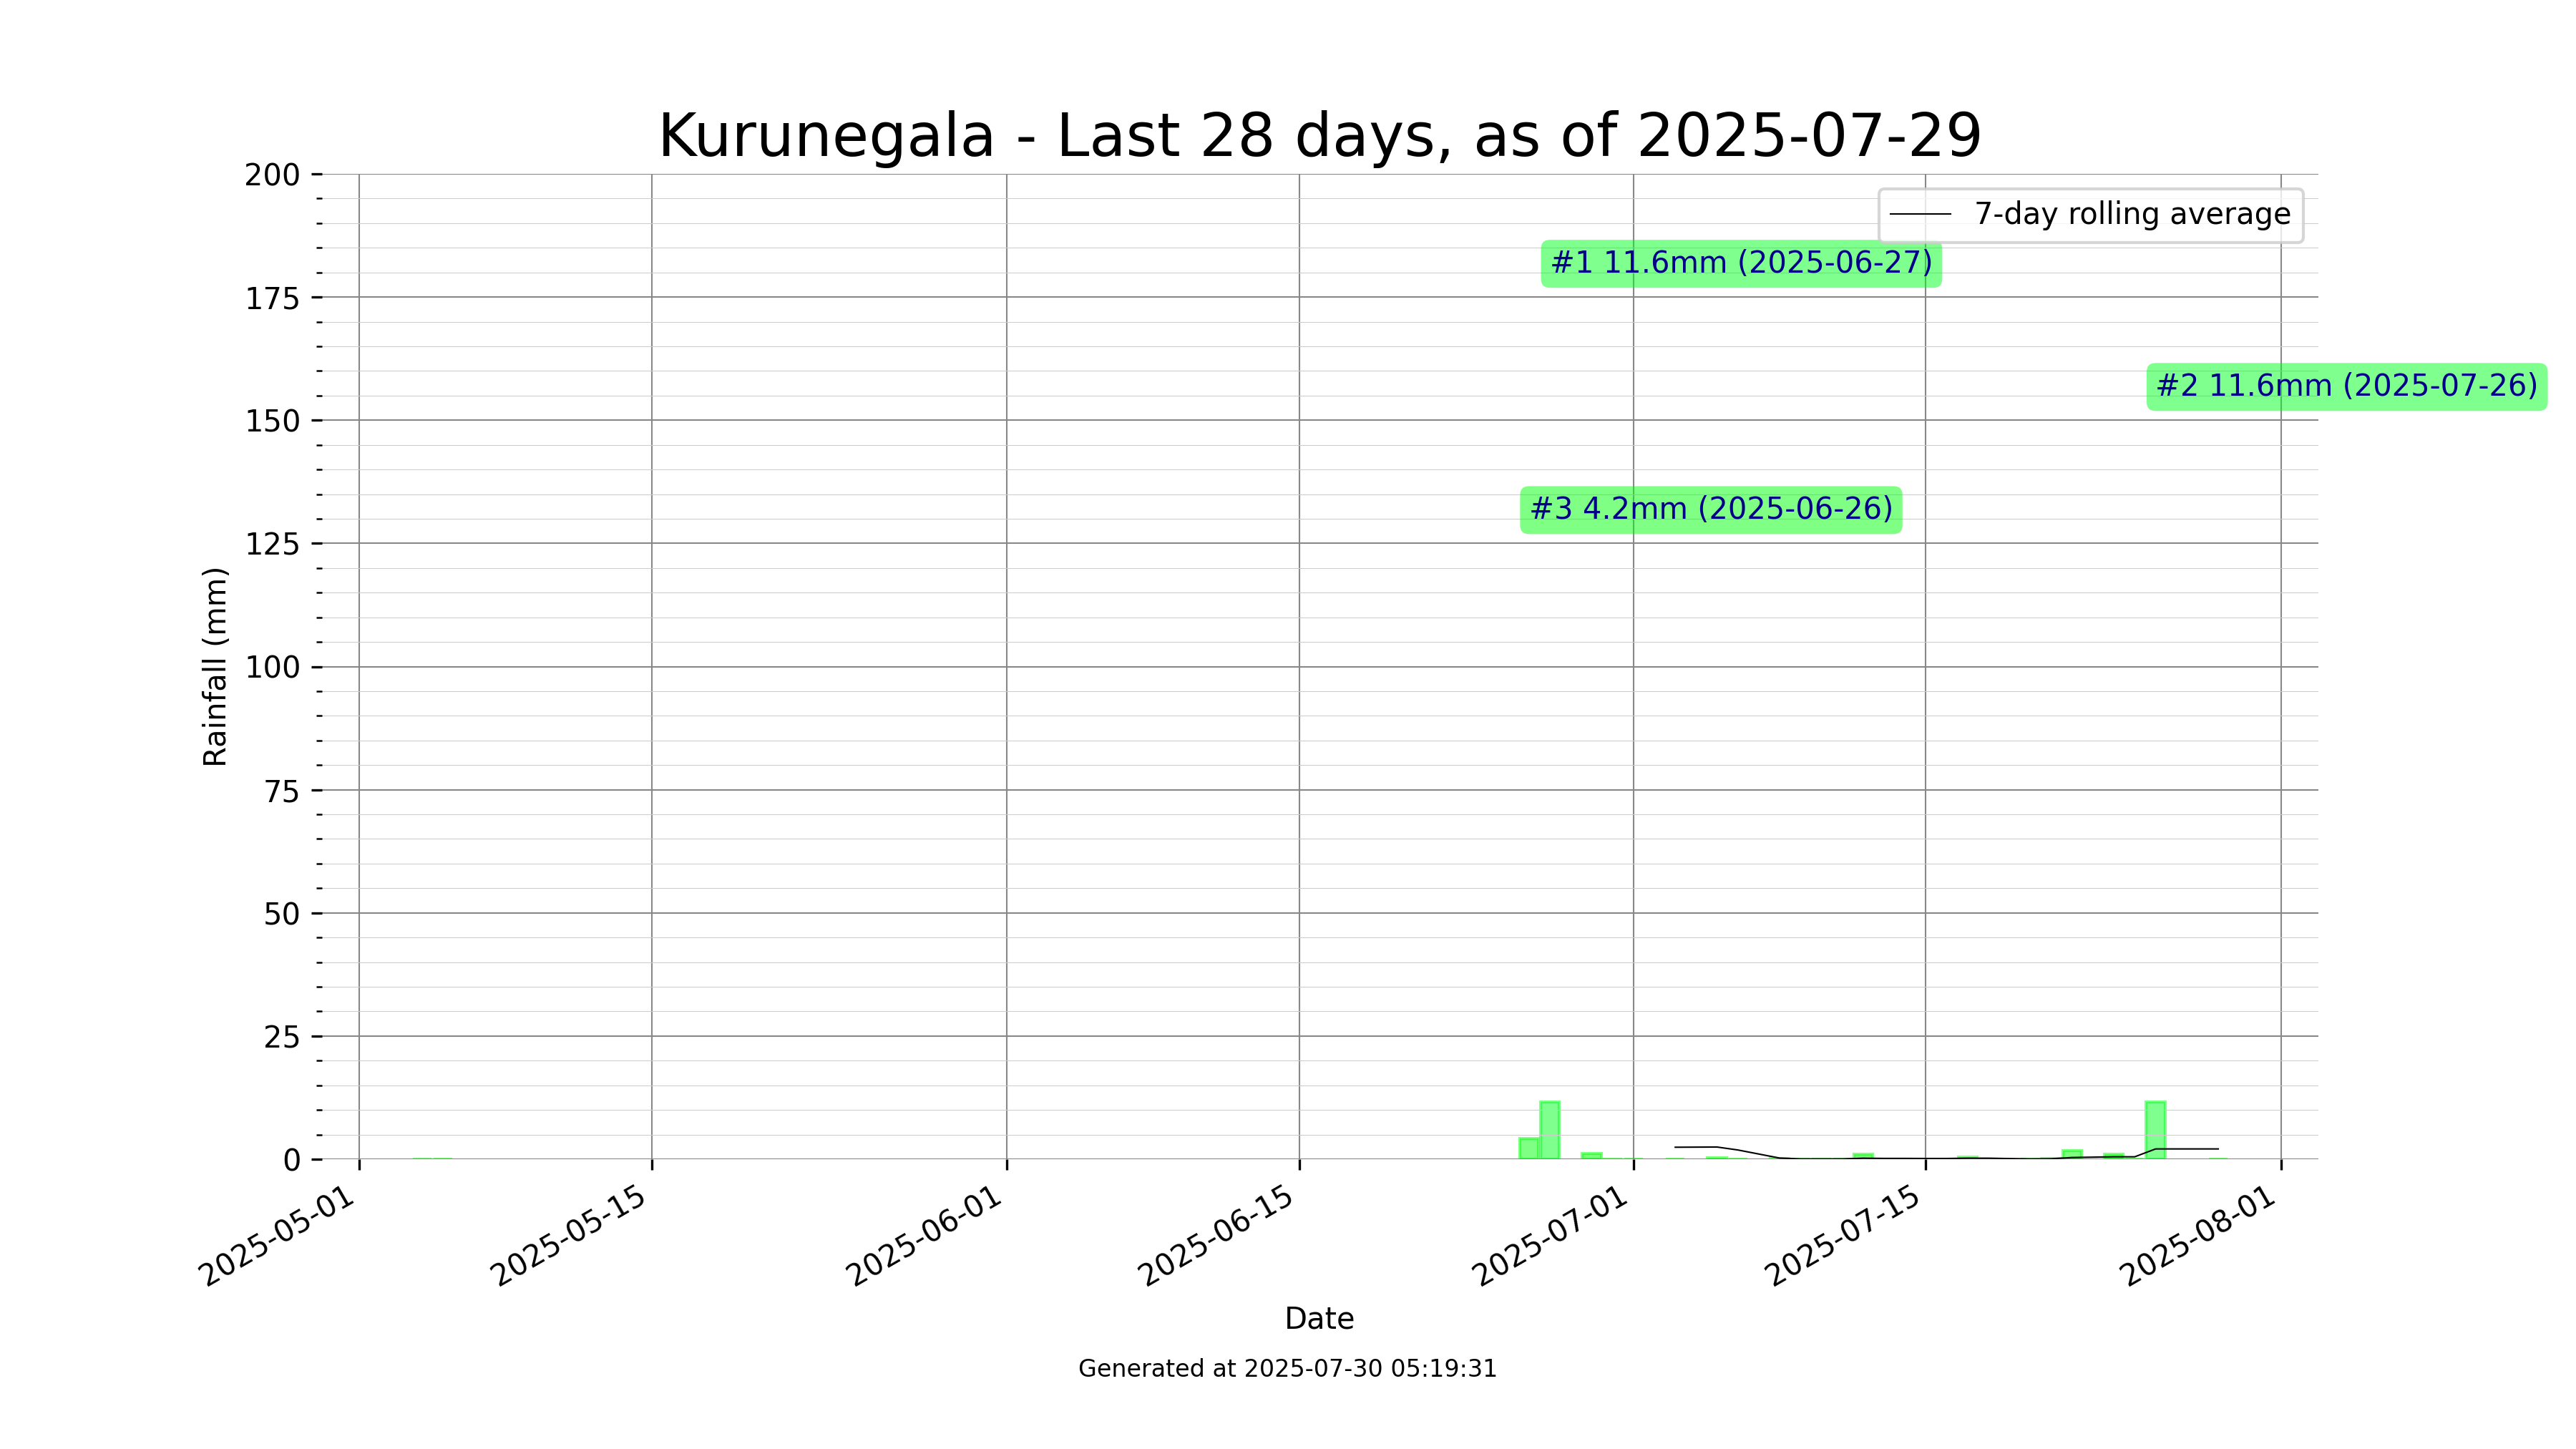 Kurunegala - Last 28 days, as of 2025-07-29
200
175
150
125
100
75
50
25
0
Rainfall (mm)
7-day rolling average
#1 11.6mm (2025-06-27)
#2 11.6mm (2025-07-26)
#3 4.2mm (2025-06-26)
2025-05-01
2025-05-15
2025-06-01
2025-06-15
2025-07-01
2025-07-15
2025-08-01
Date
Generated at 2025-07-30 05:19:31